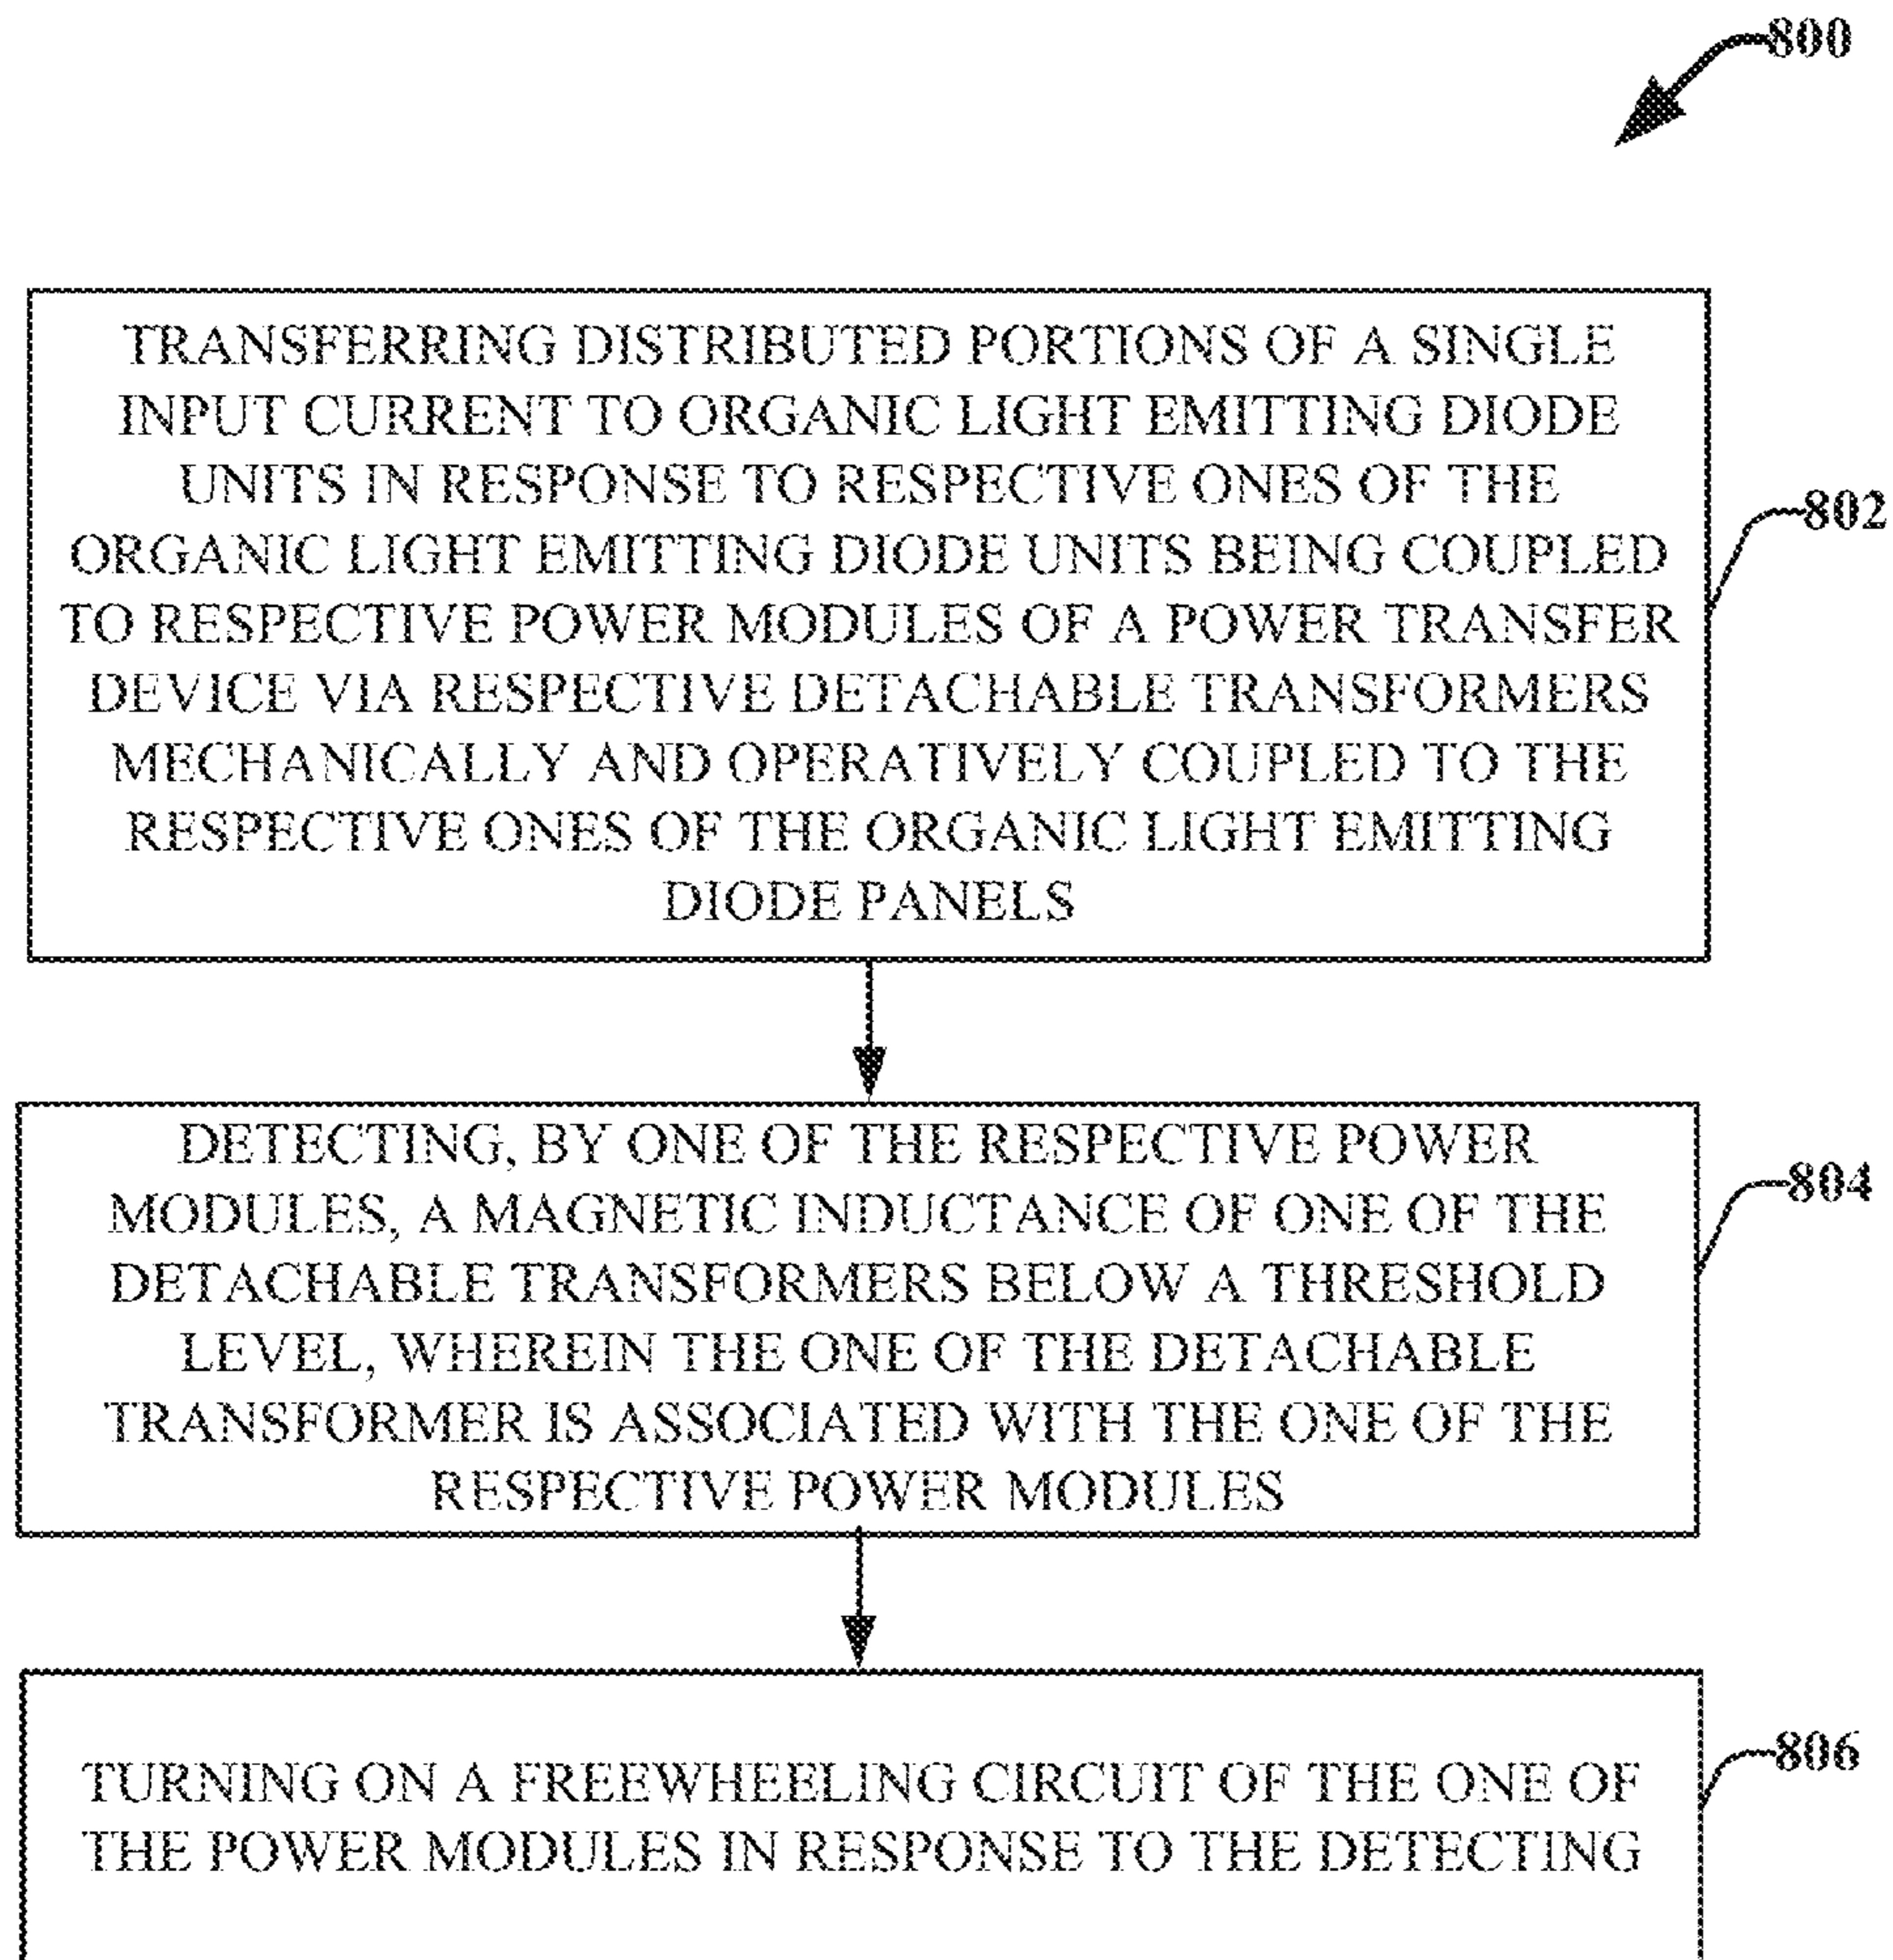 800
TRANSFERRING DISTRIBUTED PORTIONS OF A SINGLE
INPUT CURRENT TO ORGANIC LIGHT EMITTING DIODE
UNITS IN RESPONSE TO RESPECTIVE ONES OF THE
ORGANIC LIGHT EMITTING DIODE UNITS BEING COUPLED
TO RESPECTIVE POWER MODULES OF A POWER TRANSFER
DEVICE VIA RESPECTIVE DETACHABLE TRANSFORMERS
MECHANICALLY AND OPERATIVELY COUPLED TO THE
RESPECTIVE ONES OF THE ORGANIC LIGHT EMITTING
DIODE PANELS
802
DETECTING, BY ONE OF THE RESPECTIVE POWER
MODULES, A MAGNETIC INDUCTANCE OF ONE OF THE
DETACHABLE TRANSFORMERS BELOW A THRESHOLD
LEVEL, WHEREIN THE ONE OF THE DETACHABLE
TRANSFORMER IS ASSOCIATED WITH THE ONE OF THE
RESPECTIVE POWER MODULES
804
TURNING ON A FREEWHEELING CIRCUIT OF THE ONE OF
THE POWER MODULES IN RESPONSE TO THE DETECTING
806